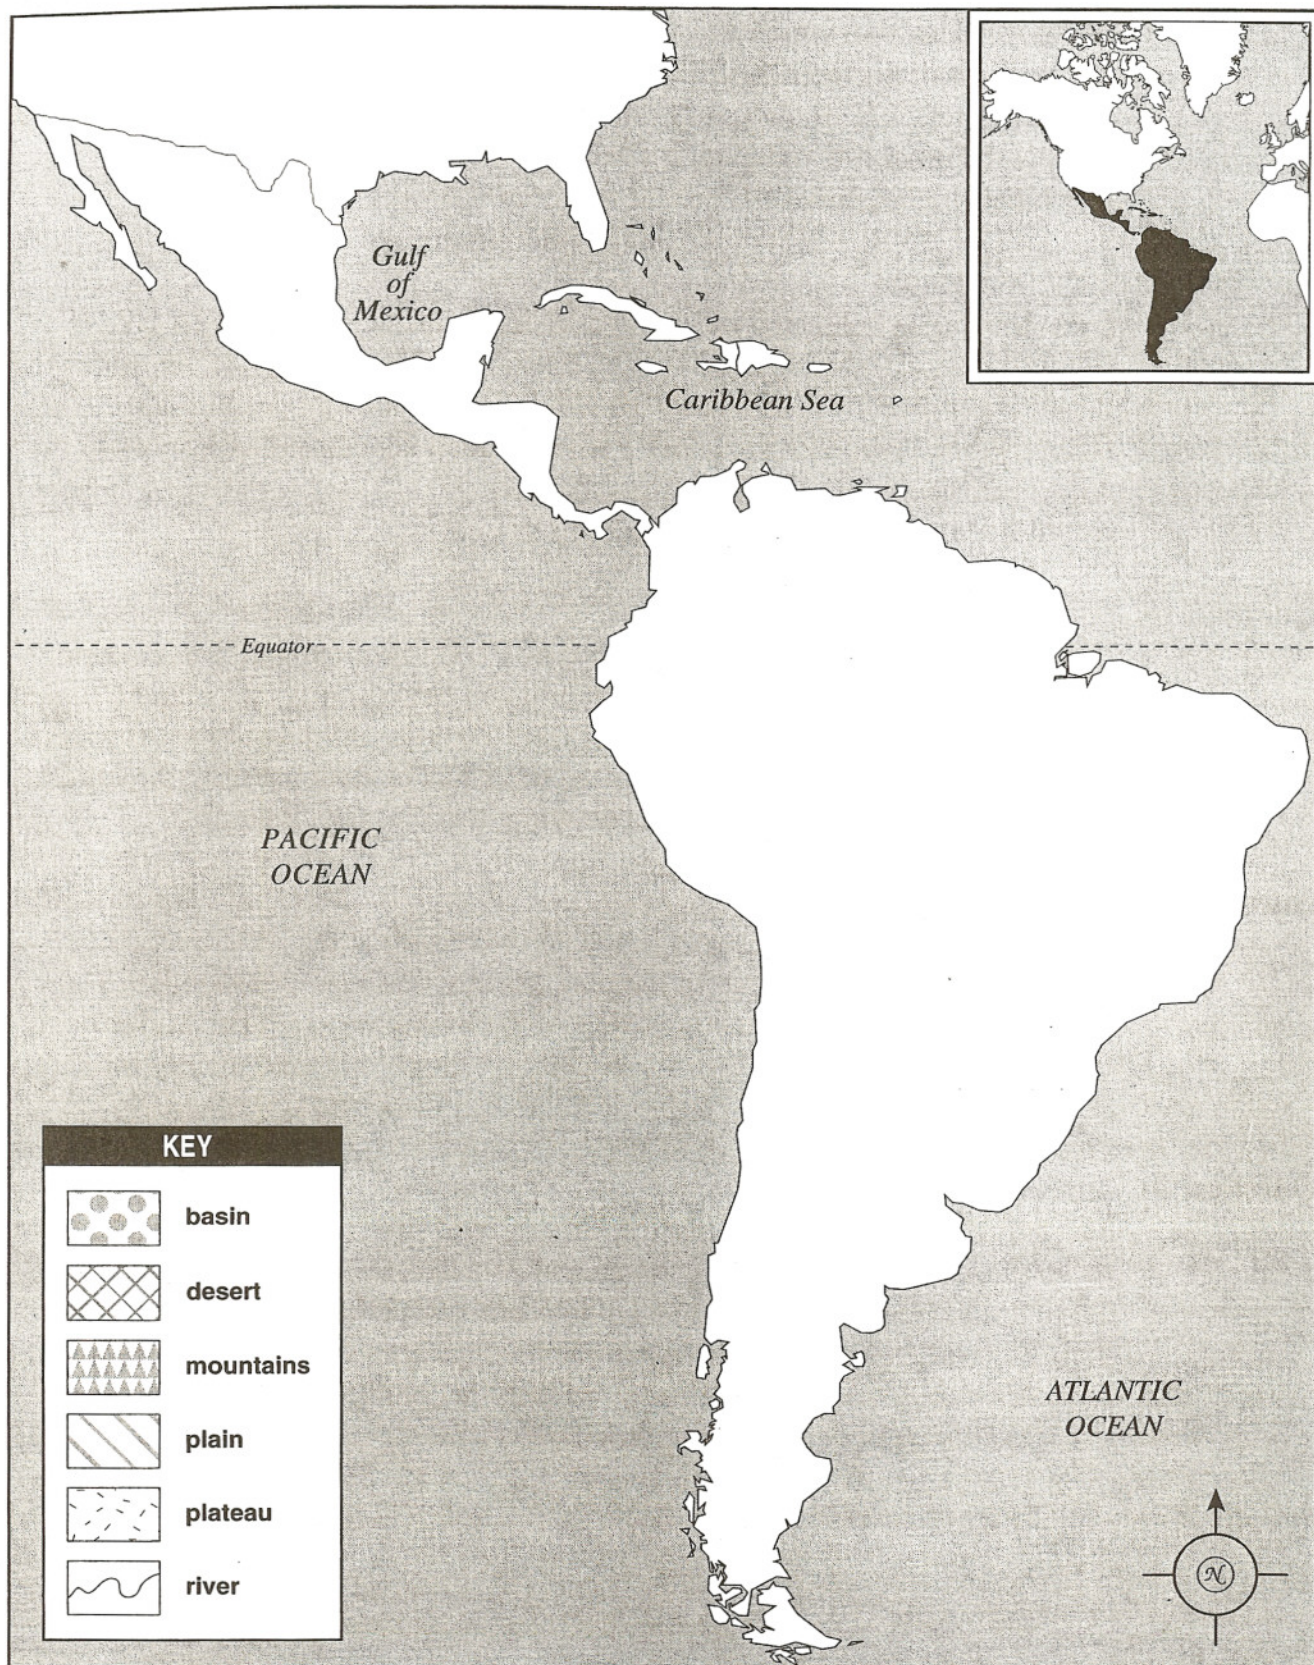 Gulf
of
Mexico
Caribbean Sea
Equator
PACIFIC
OCEAN
KEY
basin
desert
mountains
plain
plateau
river
ATLANTIC
OCEAN
N